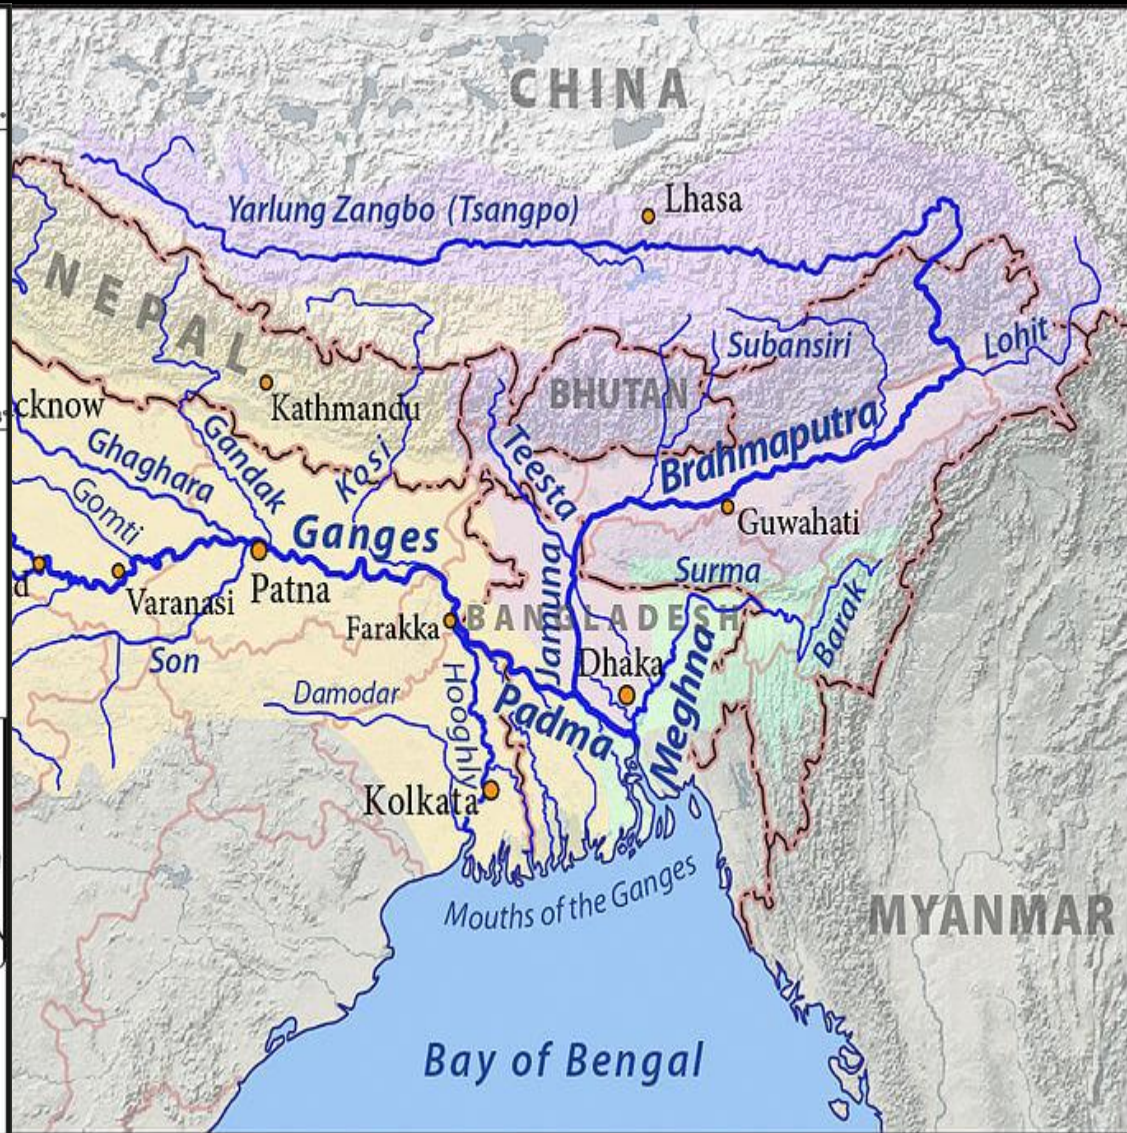 CHINA
Lhasa
Yarlung Zangbo (Tsangpo)
NEPAL
Subansiri
Lohit
BHUTAN
Kathmandu
cknow
Brahmaputra
Ghaghara
Gandak
Kosi
Teesta
Gomti
Ganges
Guwahati
Jamuna
Surma
d
Varanasi
Patna
BANGLADESH
Farakka
Barak
Son
Dhaka
Hooghly
Damodar
Padma
Meghna
Kolkata
Mouths of the Ganges
MYANMAR
Bay of Bengal